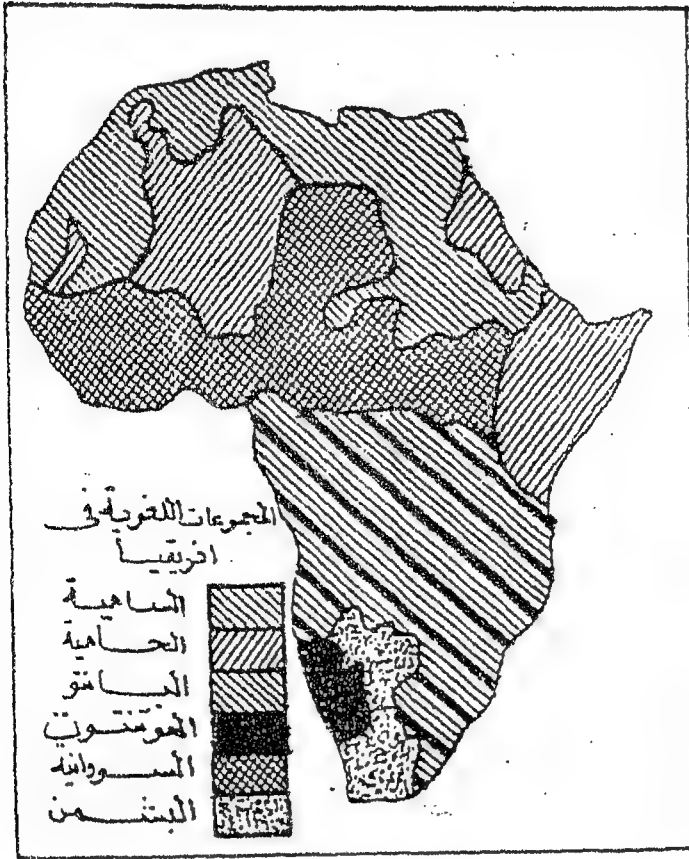 المجموعات اللغوية في
افريقيا
السامية
الحامية
البانتو
الهوتنتوت
السودانية
البشمن